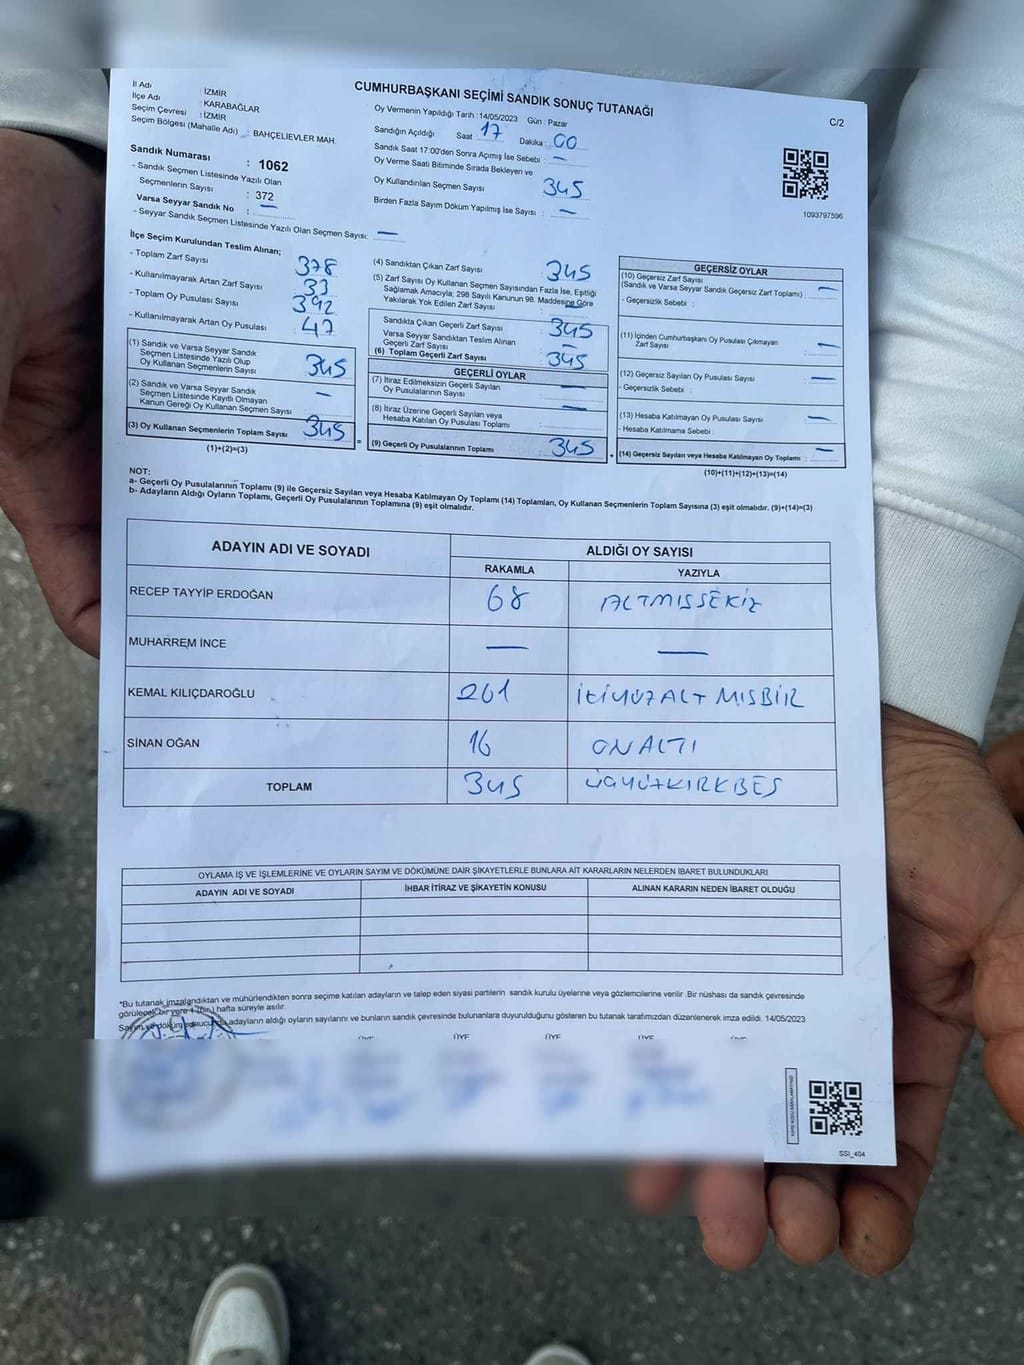 CUMHURBAŞKANI SEÇİMİ SANDIK SONUÇ TUTANAĞI
C/2
İl Adı : İZMİR
İlçe Adı : KARABAĞLAR
Seçim Çevresi : İZMİR
Seçim Bölgesi (Mahalle Adı) : BAHÇELİEVLER MAH.
Sandık Numarası : 1062
- Sandık Seçmen Listesinde Yazılı Olan
Seçmenlerin Sayısı : 372
Varsa Seyyar Sandık No : —
- Seyyar Sandık Seçmen Listesinde Yazılı Olan Seçmen Sayısı: —
Oy Vermenin Yapıldığı Tarih : 14/05/2023 Gün : Pazar
Sandığın Açıldığı Saat : 17 Dakika : 00
Sandık Saat 17:00'den Sonra Açımış İse Sebebi : —
Oy Verme Saati Bitiminde Sırada Bekleyen ve
Oy Kullandırılan Seçmen Sayısı 345
Birden Fazla Sayım Döküm Yapılmış İse Sayısı : —
1093797596
İlçe Seçim Kurulundan Teslim Alınan;
- Toplam Zarf Sayısı 378
- Kullanılmayarak Artan Zarf Sayısı 33
- Toplam Oy Pusulası Sayısı 392
- Kullanılmayarak Artan Oy Pusulası 47
(1) Sandık ve Varsa Seyyar Sandık
Seçmen Listesinde Yazılı Olup
Oy Kullanan Seçmenlerin Sayısı 345
(2) Sandık ve Varsa Seyyar Sandık
Seçmen Listesinde Kayıtlı Olmayan
Kanun Gereği Oy Kullanan Seçmen Sayısı : —
(3) Oy Kullanan Seçmenlerin Toplam Sayısı 345
(1)+(2)=(3)
=
(4) Sandıktan Çıkan Zarf Sayısı 345
(5) Zarf Sayısı Oy Kullanan Seçmen Sayısından Fazla İse, Eşitliği
Sağlamak Amacıyla; 298 Sayılı Kanunun 98. Maddesine Göre
Yakılarak Yok Edilen Zarf Sayısı : —
Sandıkta Çıkan Geçerli Zarf Sayısı : 345
Varsa Seyyar Sandıktan Teslim Alınan
Geçerli Zarf Sayısı : —
(6) Toplam Geçerli Zarf Sayısı : 345
GEÇERLİ OYLAR
(7) İtiraz Edilmeksizin Geçerli Sayılan
Oy Pusulalarının Sayısı : —
(8) İtiraz Üzerine Geçerli Sayılan veya
Hesaba Katılan Oy Pusulası Toplamı : —
(9) Geçerli Oy Pusulalarının Toplamı : 345
+
GEÇERSİZ OYLAR
(10) Geçersiz Zarf Sayısı
(Sandık ve Varsa Seyyar Sandık Geçersiz Zarf Toplamı) : —
- Geçersizlik Sebebi :
(11) İçinden Cumhurbaşkanı Oy Pusulası Çıkmayan
Zarf Sayısı : —
(12) Geçersiz Sayılan Oy Pusulası Sayısı : —
- Geçersizlik Sebebi :
(13) Hesaba Katılmayan Oy Pusulası Sayısı : —
- Hesaba Katılmama Sebebi :
(14) Geçersiz Sayılan veya Hesaba Katılmayan Oy Toplamı : —
(10)+(11)+(12)+(13)=(14)
NOT:
a- Geçerli Oy Pusulasının Toplamı (9) ile Geçersiz Sayılan veya Hesaba Katılmayan Oy Toplamı (14) Toplamları, Oy Kullanan Seçmenlerin Toplam Sayısına (3) eşit olmalıdır. (9)+(14)=(3)
b- Adayların Aldığı Oyların Toplamı, Geçerli Oy Pusulalarının Toplamına (9) eşit olmalıdır.
ADAYIN ADI VE SOYADI ALDIĞI OY SAYISI
RAKAMLA YAZIYLA
RECEP TAYYİP ERDOĞAN 68 ALTMIŞSEKİZ
MUHARREM İNCE — —
KEMAL KILIÇDAROĞLU 261 İKİYÜZALTMIŞBİR
SİNAN OĞAN 16 ONALTI
TOPLAM 345 ÜÇYÜZKIRKBEŞ
OYLAMA İŞ VE İŞLEMLERİNE VE OYLARIN SAYIM VE DÖKÜMÜNE DAİR ŞİKAYETLERLE BUNLARA AİT KARARLARIN NELERDEN İBARET BULUNDUKLARI
ADAYIN ADI VE SOYADI İHBAR İTİRAZ VE ŞİKAYETİN KONUSU ALINAN KARARIN NEDEN İBARET OLDUĞU
*Bu tutanak imzalandıktan ve mühürlendikten sonra seçime katılan adayların ve talep eden siyasi partilerin sandık kurulu üyelerine veya gözlemcilerine verilir. Bir nüshası da sandık çevresinde
görülecek bir yere 1 (bir) hafta süreyle asılır.
Sayım ve döküm sonucunda adayların aldığı oyların sayılarını ve bunların sandık çevresinde bulunanlara duyurulduğunu gösteren bu tutanak tarafımızdan düzenlenerek imza edildi. 14/05/2023
ÜYE ÜYE ÜYE ÜYE ÜYE
SSI_404